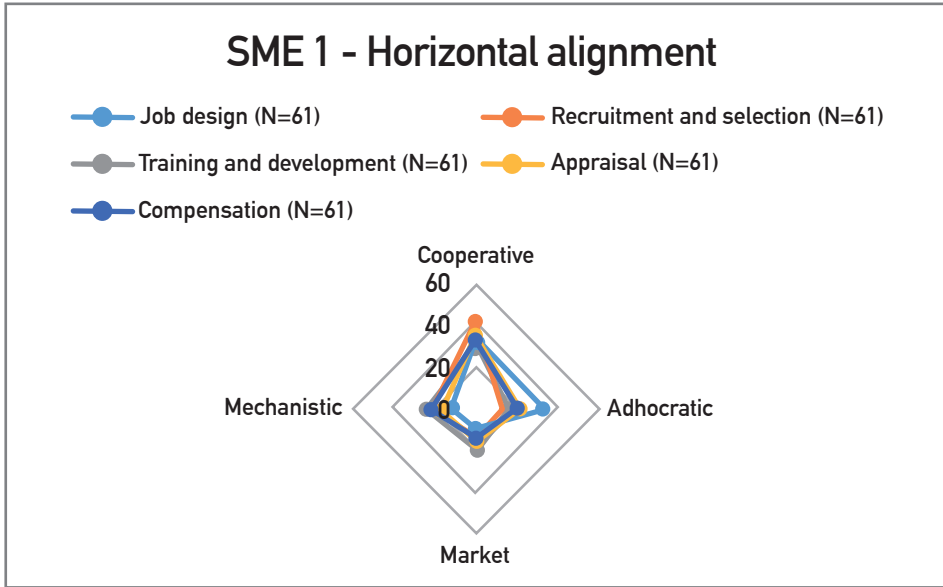 SME 1 - Horizontal alignment
Job design (N=61)
Recruitment and selection (N=61)
Training and development (N=61)
Appraisal (N=61)
Compensation (N=61)
Cooperative
60
40
20
Mechanistic
0
Adhocratic
Market